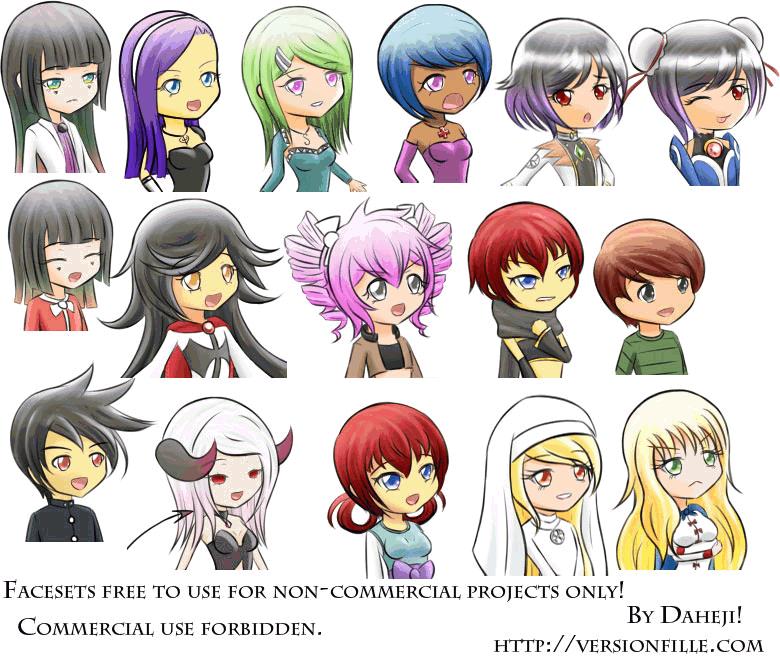 Facesets free to use for non-commercial projects only!
By Daheji!
Commercial use forbidden.
http://versionfille.com